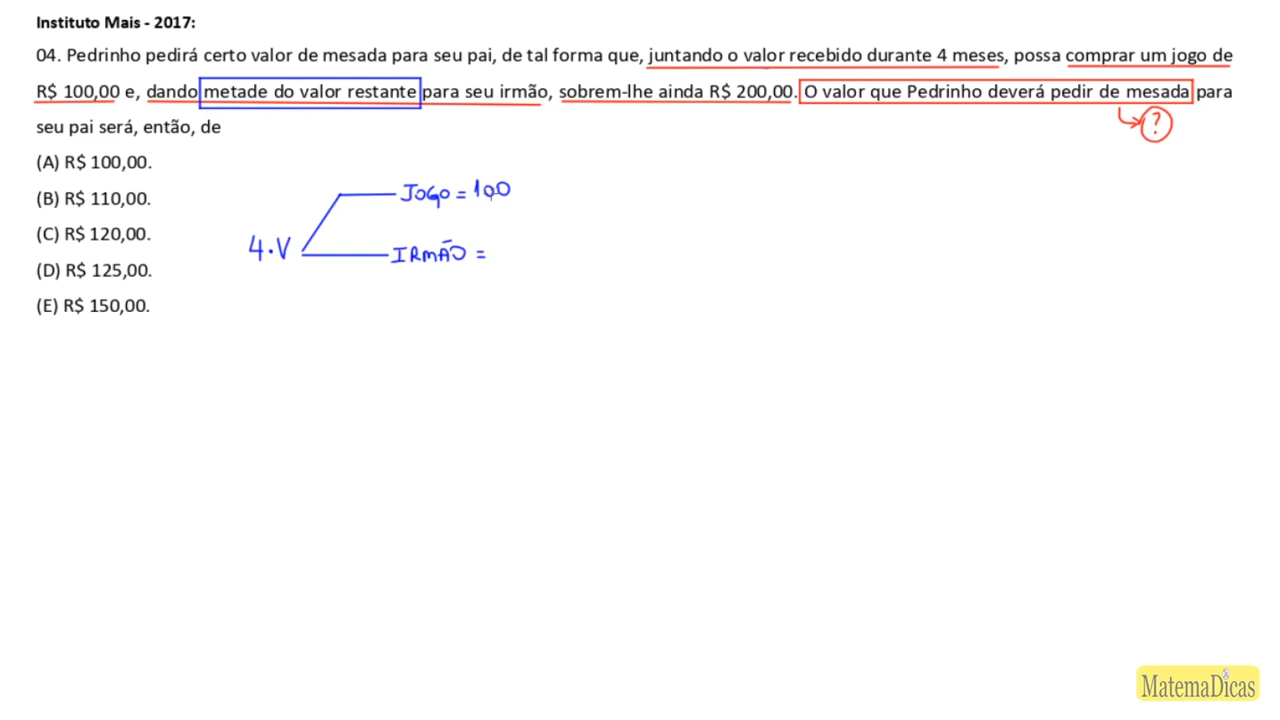 Instituto Mais - 2017:
04. Pedrinho pedirá certo valor de mesada para seu pai, de tal forma que, juntando o valor recebido durante 4 meses, possa comprar um jogo de
R$ 100,00 e, dando metade do valor restante para seu irmão, sobrem-lhe ainda R$ 200,00. O valor que Pedrinho deverá pedir de mesada para
seu pai será, então, de
?
(A) R$ 100,00.
(B) R$ 110,00.
(C) R$ 120,00.
(D) R$ 125,00.
(E) R$ 150,00.
JOGO = 100
4.V
IRMÃO =
MatemaDicas